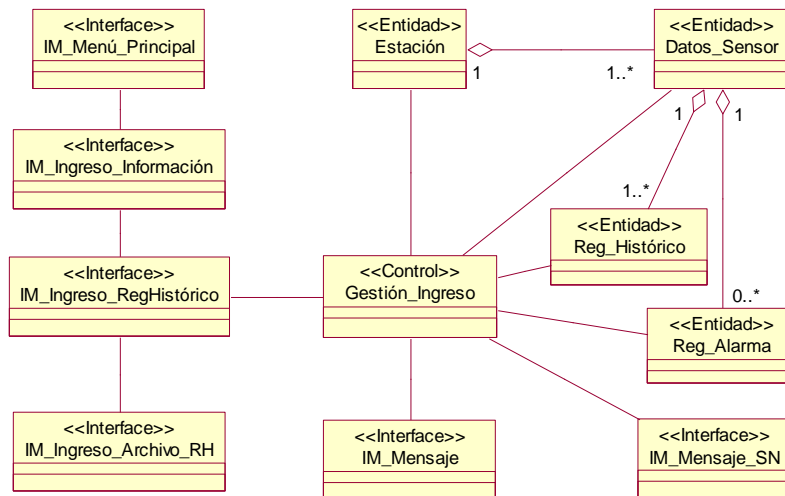 <<Interface>>
IM_Menú_Principal
<<Entidad>>
Estación
<<Entidad>>
Datos_Sensor
1
1..*
1
1
<<Interface>>
IM_Ingreso_Información
1..*
<<Entidad>>
Reg_Histórico
<<Interface>>
IM_Ingreso_RegHistórico
<<Control>>
Gestión_Ingreso
0..*
<<Entidad>>
Reg_Alarma
<<Interface>>
IM_Ingreso_Archivo_RH
<<Interface>>
IM_Mensaje
<<Interface>>
IM_Mensaje_SN